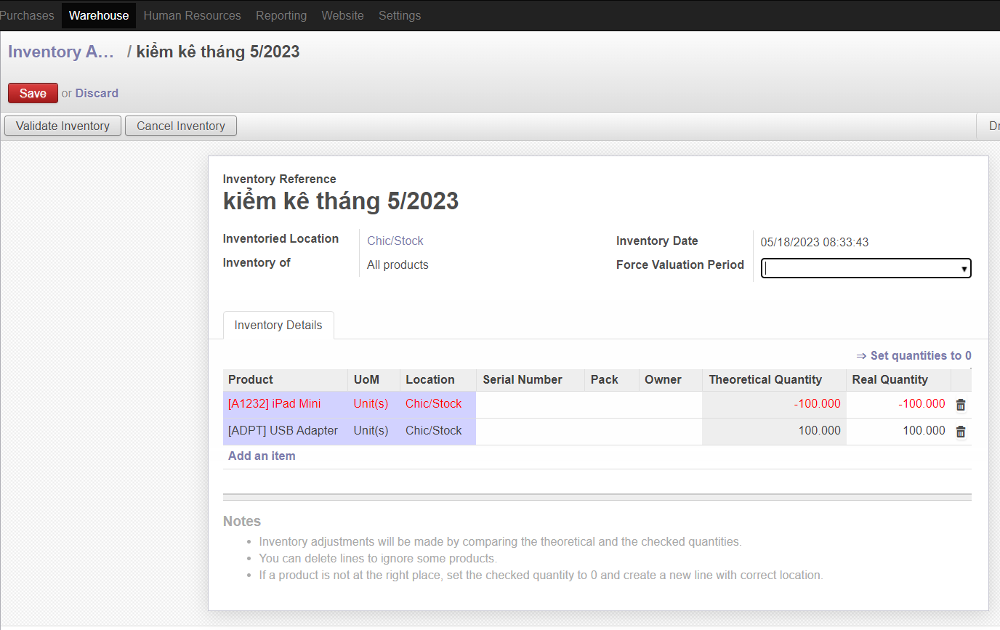 Purchases Warehouse Human Resources Reporting Website Settings
Inventory A... / kiểm kê tháng 5/2023
Save or Discard
Validate Inventory Cancel Inventory
Inventory Reference
kiểm kê tháng 5/2023
Inventoried Location Chic/Stock Inventory Date 05/18/2023 08:33:43
Inventory of All products Force Valuation Period
Inventory Details
⇒ Set quantities to 0
Product UoM Location Serial Number Pack Owner Theoretical Quantity Real Quantity
[A1232] iPad Mini Unit(s) Chic/Stock -100.000 -100.000
[ADPT] USB Adapter Unit(s) Chic/Stock 100.000 100.000
Add an item
Notes
• Inventory adjustments will be made by comparing the theoretical and the checked quantities.
• You can delete lines to ignore some products.
• If a product is not at the right place, set the checked quantity to 0 and create a new line with correct location.